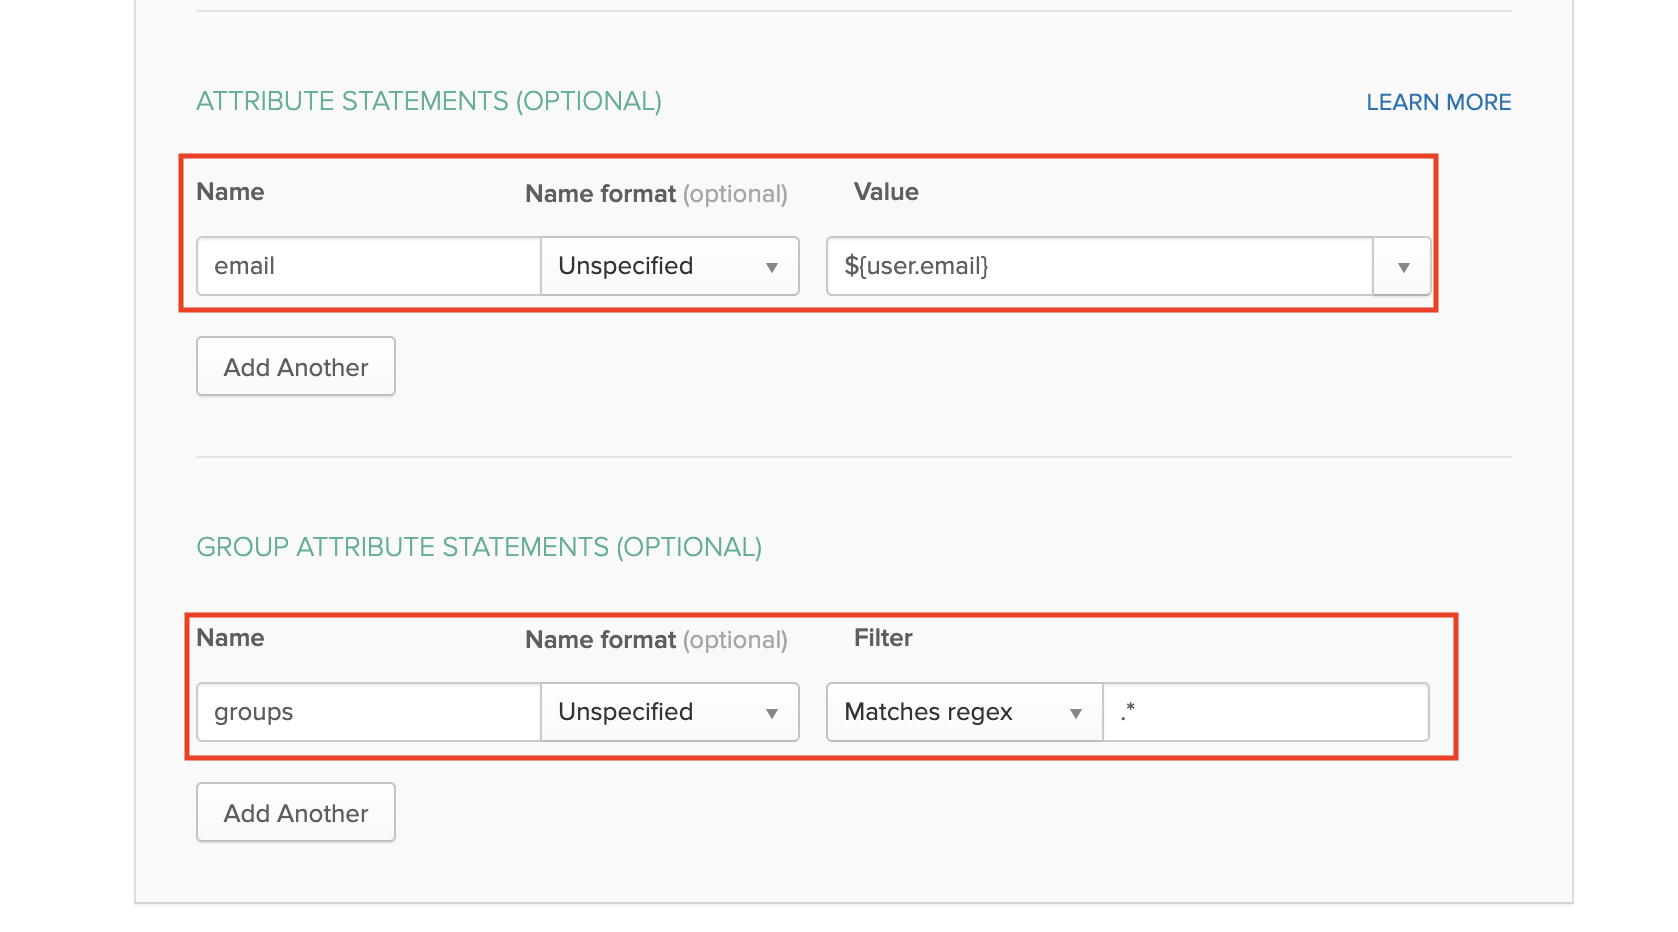 ATTRIBUTE STATEMENTS (OPTIONAL) LEARN MORE
Name Name format (optional) Value
email Unspecified ${user.email}
Add Another
GROUP ATTRIBUTE STATEMENTS (OPTIONAL)
Name Name format (optional) Filter
groups Unspecified Matches regex .*
Add Another